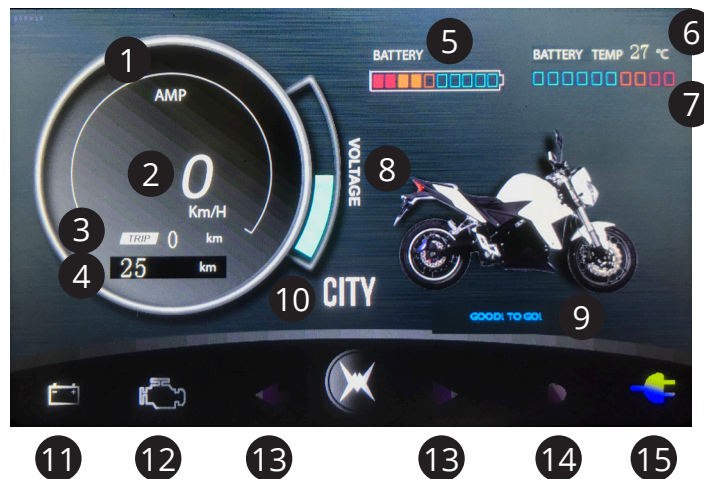 1
AMP
2
0
Km/H
3
TRIP 0 km
4
25 km
BATTERY
5
BATTERY TEMP 27 °C
6
7
VOLTAGE
8
10
CITY
GOOD! TO GO!
9
11
12
13
13
14
15